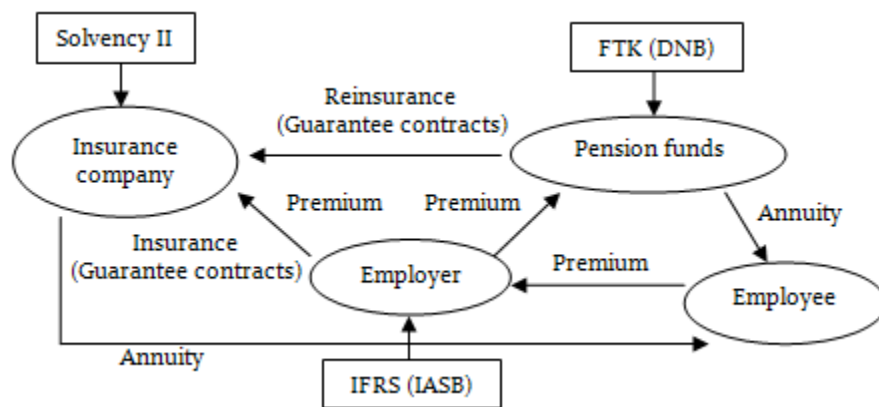 Solvency II
FTK (DNB)
Reinsurance
(Guarantee contracts)
Insurance
company
Pension funds
Premium
Premium
Annuity
Insurance
(Guarantee contracts)
Employer
Premium
Employee
Annuity
IFRS (IASB)